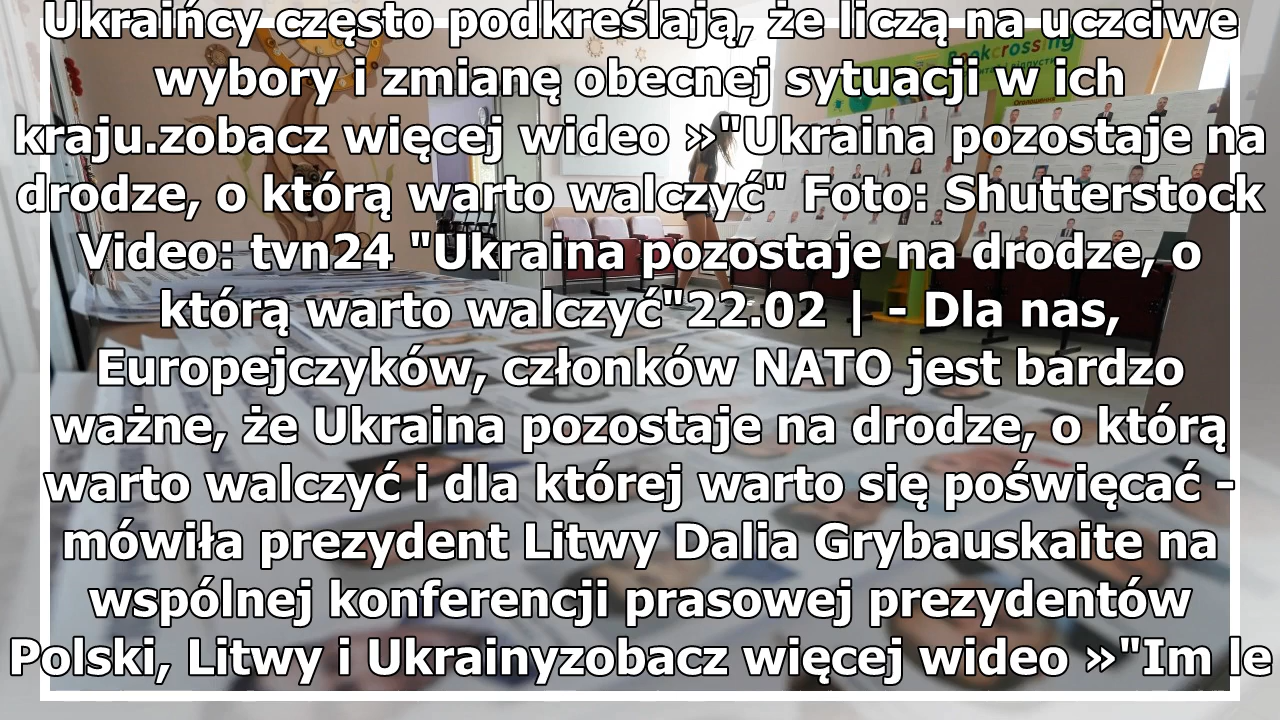 Ukraińcy często podkreślają, że liczą na uczciwe
wybory i zmianę obecnej sytuacji w ich
kraju.zobacz więcej wideo »"Ukraina pozostaje na
drodze, o którą warto walczyć" Foto: Shutterstock
Video: tvn24 "Ukraina pozostaje na drodze, o
którą warto walczyć"22.02 | - Dla nas,
Europejczyków, członków NATO jest bardzo
ważne, że Ukraina pozostaje na drodze, o którą
warto walczyć i dla której warto się poświęcać -
mówiła prezydent Litwy Dalia Grybauskaite na
wspólnej konferencji prasowej prezydentów
Polski, Litwy i Ukrainyzobacz więcej wideo »"Im le
Bookcrossing
Оголошення